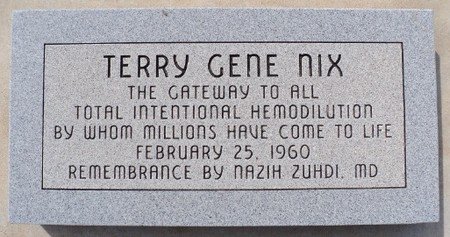 TERRY GENE NIX
THE GATEWAY TO ALL
TOTAL INTENTIONAL HEMODILUTION
BY WHOM MILLIONS HAVE COME TO LIFE
FEBRUARY 25, 1960
REMEMBRANCE BY NAZIH ZUHDI, MD